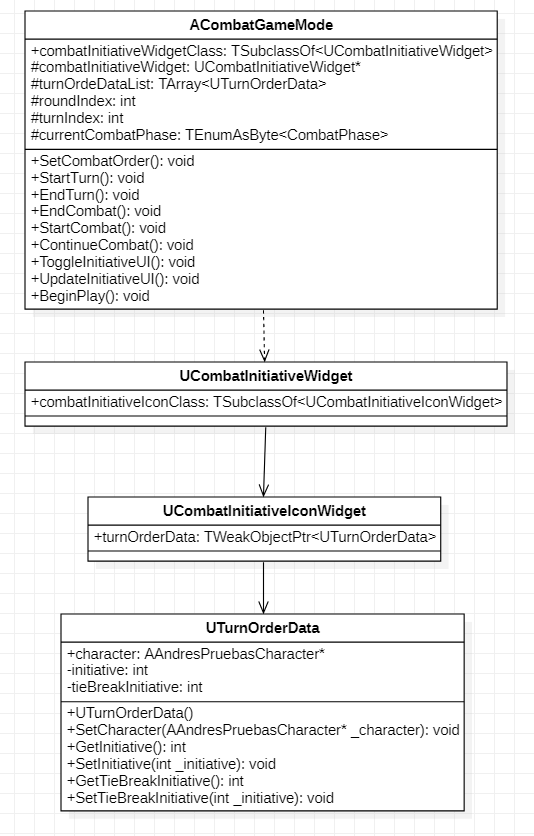 ACombatGameMode
+combatInitiativeWidgetClass: TSubclassOf<UCombatInitiativeWidget>
#combatInitiativeWidget: UCombatInitiativeWidget*
#turnOrdeDataList: TArray<UTurnOrderData>
#roundIndex: int
#turnIndex: int
#currentCombatPhase: TEnumAsByte<CombatPhase>
+SetCombatOrder(): void
+StartTurn(): void
+EndTurn(): void
+EndCombat(): void
+StartCombat(): void
+ContinueCombat(): void
+ToggleInitiativeUI(): void
+UpdateInitiativeUI(): void
+BeginPlay(): void
UCombatInitiativeWidget
+combatInitiativeIconClass: TSubclassOf<UCombatInitiativeIconWidget>
UCombatInitiativeIconWidget
+turnOrderData: TWeakObjectPtr<UTurnOrderData>
UTurnOrderData
+character: AAndresPruebasCharacter*
-initiative: int
-tieBreakInitiative: int
+UTurnOrderData()
+SetCharacter(AAndresPruebasCharacter* _character): void
+GetInitiative(): int
+SetInitiative(int _initiative): void
+GetTieBreakInitiative(): int
+SetTieBreakInitiative(int _initiative): void